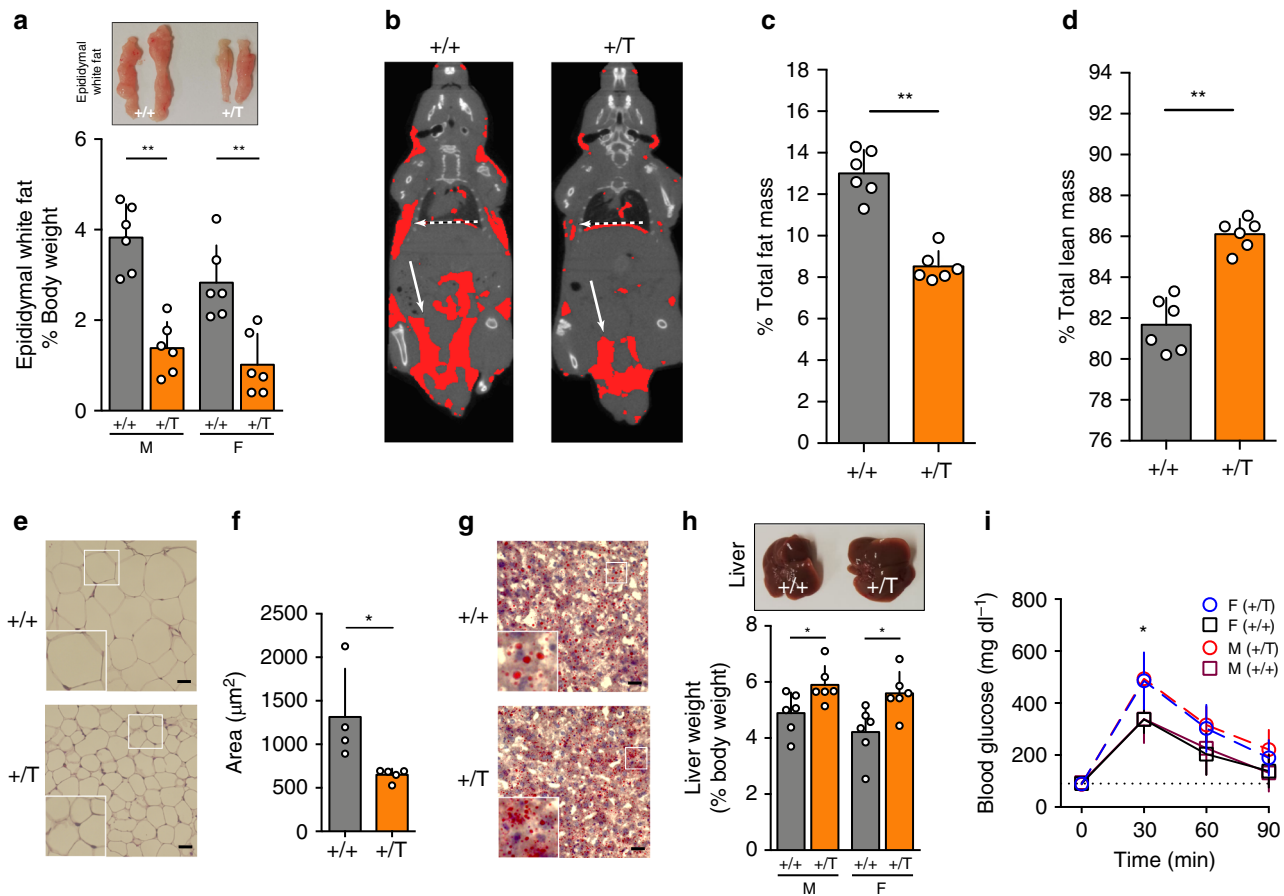 a
Epididymal
white fat
+/+
+/T
Epididymal white fat
% Body weight
6
4
2
0
**
**
+/+
+/T
+/+
+/T
M
F
b
+/+
+/T
c
% Total fat mass
18
16
14
12
10
8
6
4
2
0
**
+/+
+/T
d
% Total lean mass
94
92
90
88
86
84
82
80
78
76
**
+/+
+/T
e
+/+
+/T
f
Area (μm²)
2500
2000
1500
1000
500
0
*
+/+
+/T
g
+/+
+/T
h
Liver
+/+
+/T
Liver weight
(% body weight)
10
8
6
4
2
0
*
*
+/+
+/T
+/+
+/T
M
F
i
Blood glucose (mg dl⁻¹)
800
600
400
200
0
*
F (+/T)
F (+/+)
M (+/T)
M (+/+)
0
30
60
90
Time (min)